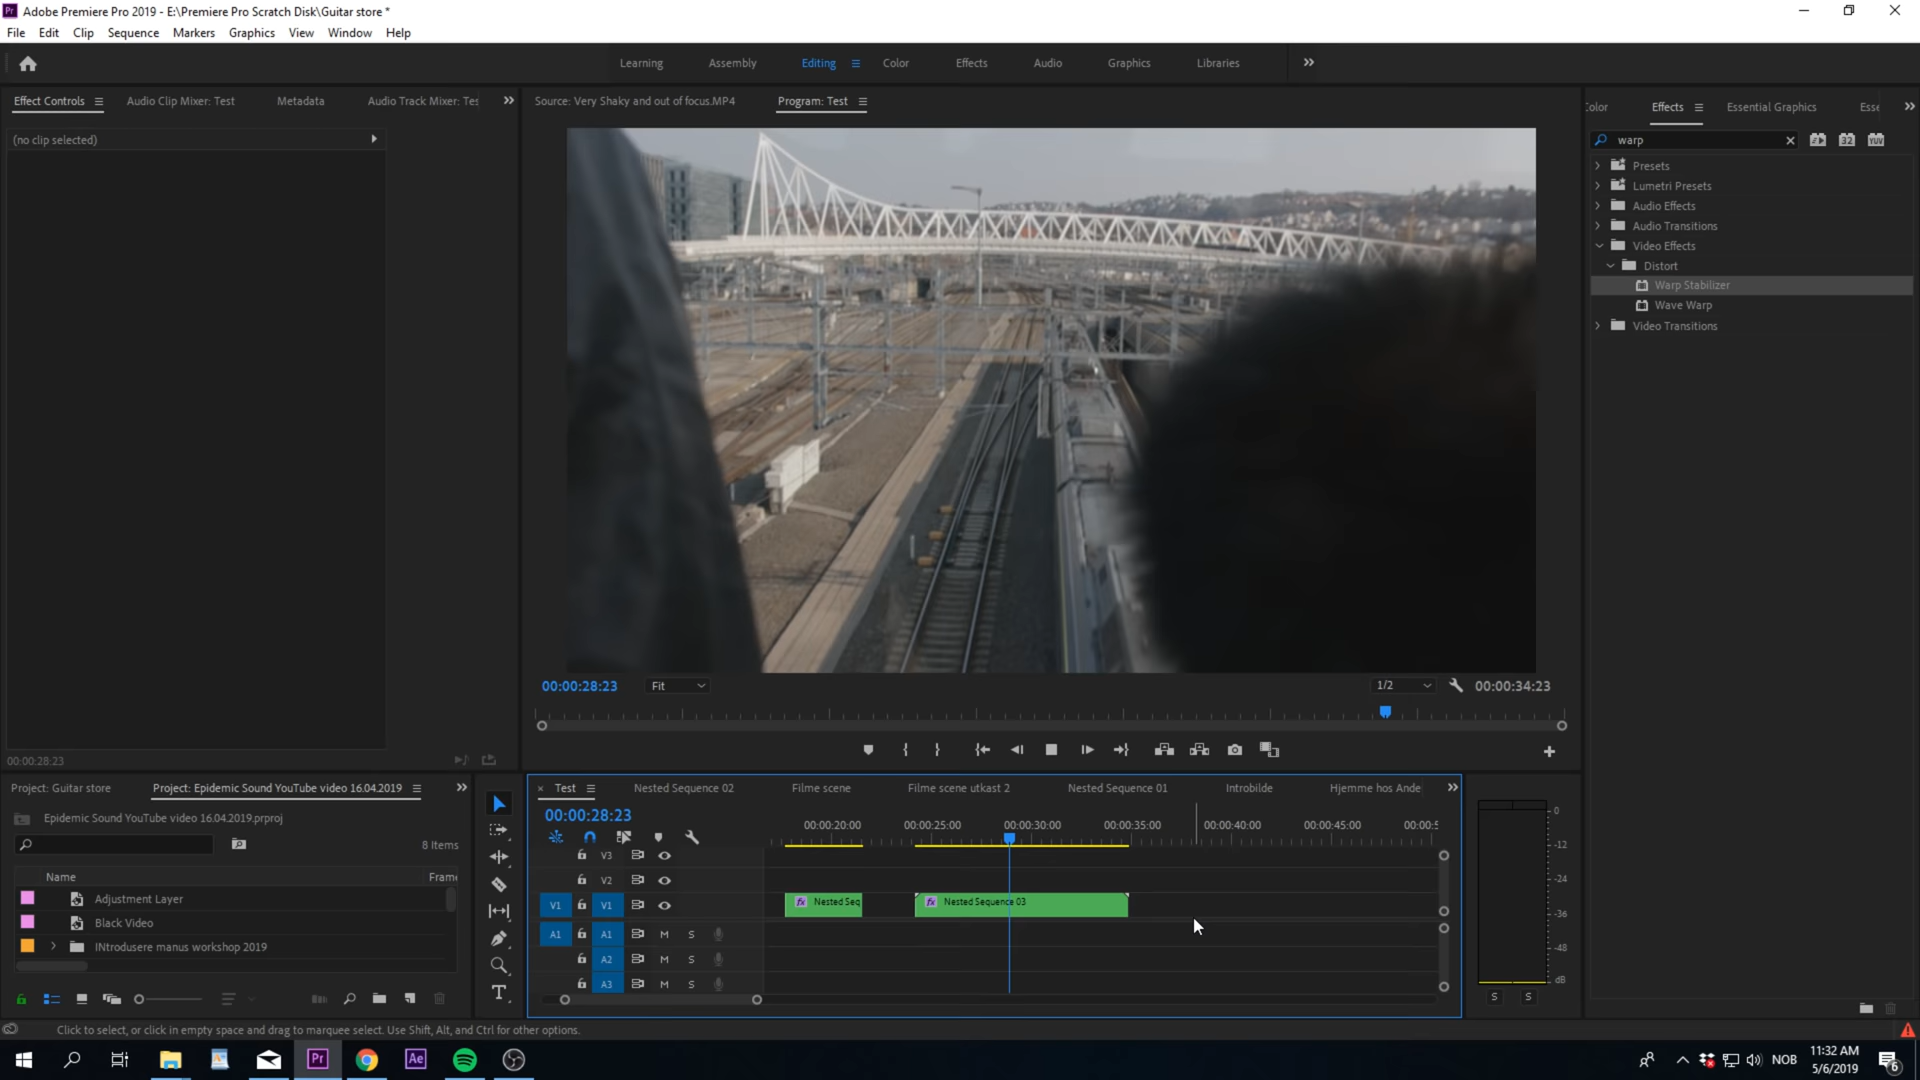 Adobe Premiere Pro 2019 - E:\Premiere Pro Scratch Disk\Guitar store *
File Edit Clip Sequence Markers Graphics View Window Help
Learning Assembly Editing Color Effects Audio Graphics Libraries
Effect Controls Audio Clip Mixer: Test Metadata Audio Track Mixer: Tes
Source: Very Shaky and out of focus.MP4 Program: Test
Color Effects Essential Graphics Esse
(no clip selected)
warp
32 YUV
Presets
Lumetri Presets
Audio Effects
Audio Transitions
Video Effects
Distort
Warp Stabilizer
Wave Warp
Video Transitions
00:00:28:23 Fit 1/2 00:00:34:23
00:00:28:23
Project: Guitar store Project: Epidemic Sound YouTube video 16.04.2019
Epidemic Sound YouTube video 16.04.2019.prproj
8 Items
Name Frame
Adjustment Layer
Black Video
INtrodusere manus workshop 2019
Test Nested Sequence 02 Filme scene Filme scene utkast 2 Nested Sequence 01 Introbilde Hjemme hos Ande
00:00:28:23
00:00:20:00 00:00:25:00 00:00:30:00 00:00:35:00 00:00:40:00 00:00:45:00 00:00:5
V3
V2
V1 V1 fx Nested Seq fx Nested Sequence 03
A1 A1 M S
A2 M S
A3 M S
0
-12
-24
-36
-48
dB
S S
Click to select, or click in empty space and drag to marquee select. Use Shift, Alt, and Ctrl for other options.
Pr Ae NOB 11:32 AM
5/6/2019
6